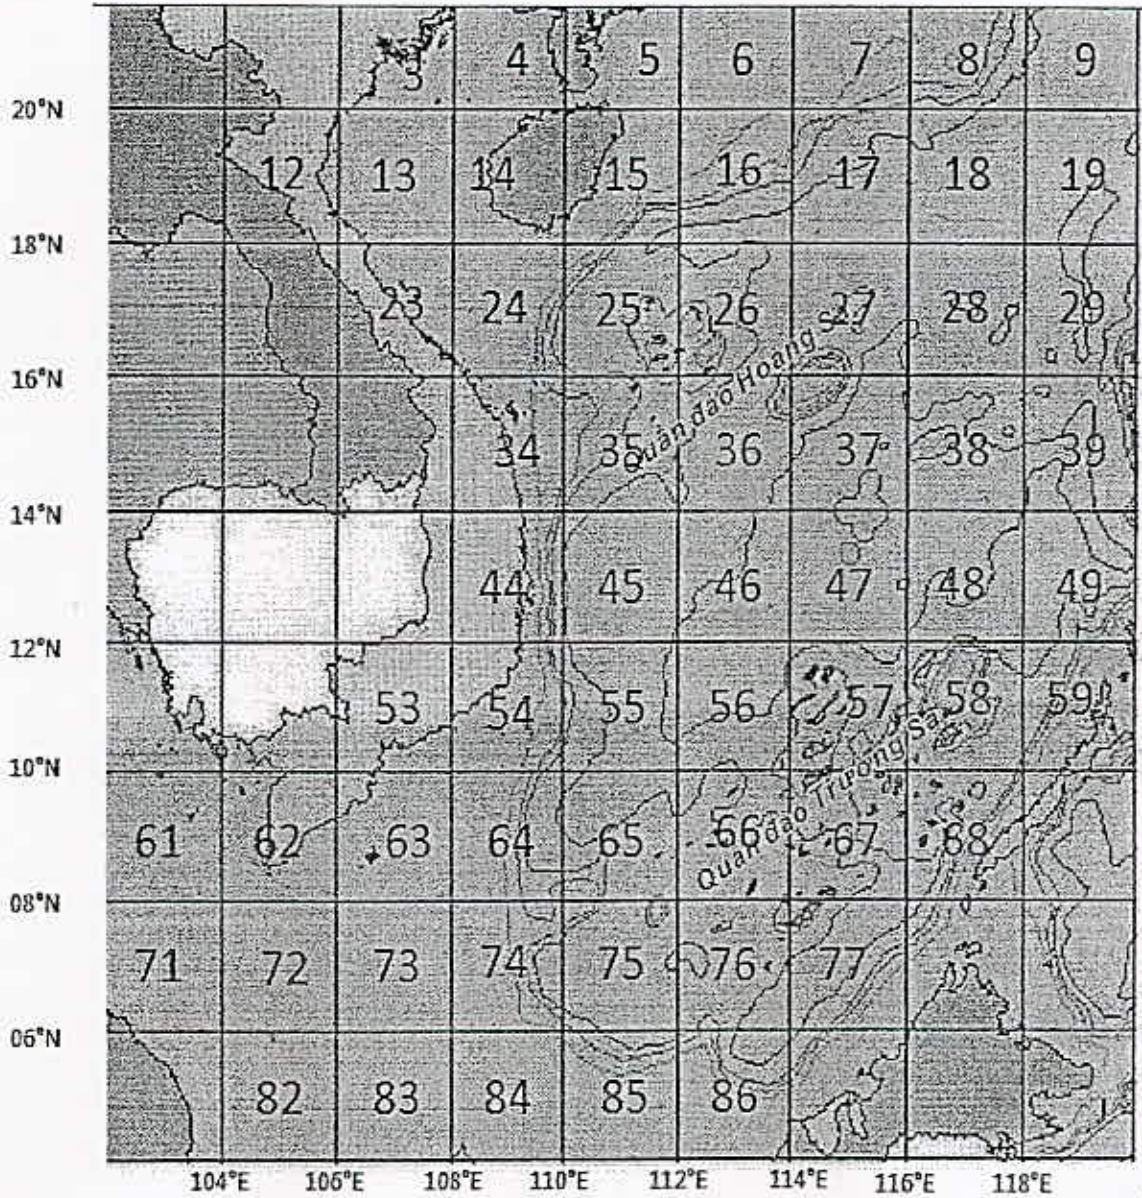 3 4 5 6 7 8 9
20°N
12 13 14 15 16 17 18 19
18°N
23 24 25 26 27 28 29
16°N
Quần đảo Hoàng Sa
34 35 36 37 38 39
14°N
44 45 46 47 48 49
12°N
53 54 55 56 57 58 59
10°N
Quần đảo Trường Sa
61 62 63 64 65 66 67 68
08°N
71 72 73 74 75 76 77
06°N
82 83 84 85 86
104°E 106°E 108°E 110°E 112°E 114°E 116°E 118°E